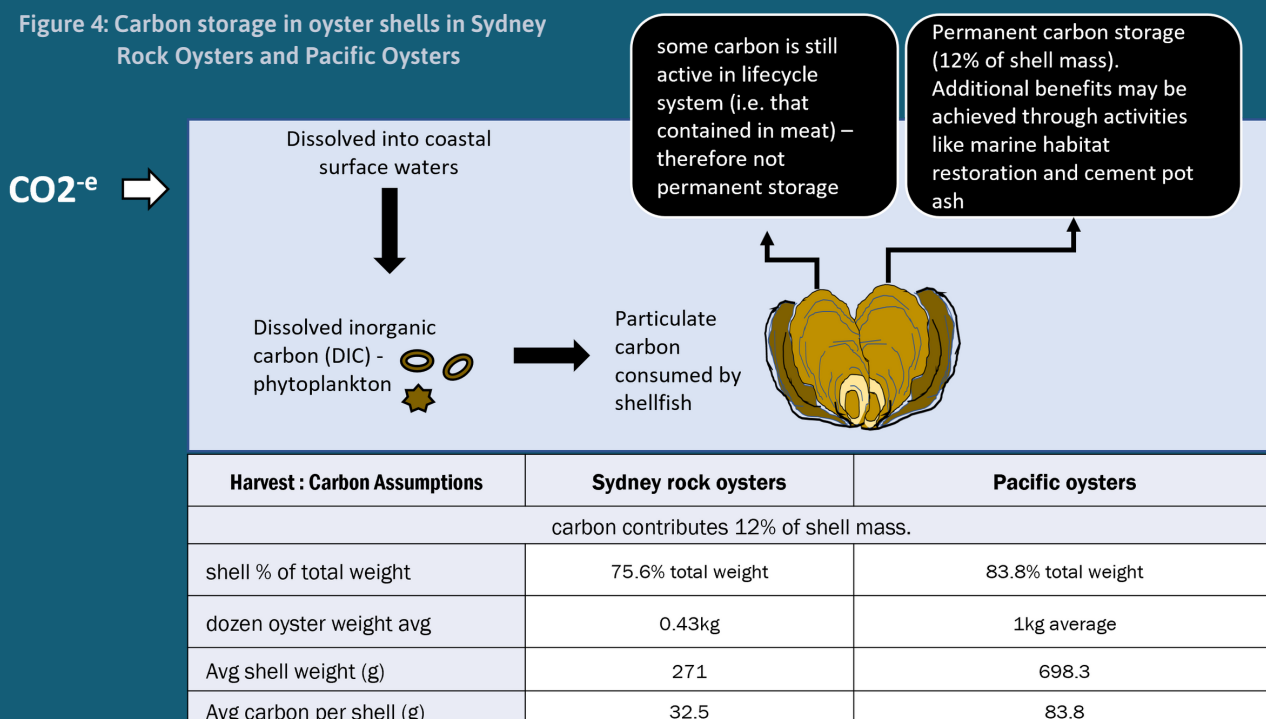 Figure 4: Carbon storage in oyster shells in Sydney
Rock Oysters and Pacific Oysters
CO2-e
Dissolved into coastal
surface waters
some carbon is still
active in lifecycle
system (i.e. that
contained in meat) –
therefore not
permanent storage
Permanent carbon storage
(12% of shell mass).
Additional benefits may be
achieved through activities
like marine habitat
restoration and cement pot
ash
Dissolved inorganic
carbon (DIC) -
phytoplankton
Particulate
carbon
consumed by
shellfish
Harvest : Carbon Assumptions Sydney rock oysters Pacific oysters
carbon contributes 12% of shell mass.
shell % of total weight 75.6% total weight 83.8% total weight
dozen oyster weight avg 0.43kg 1kg average
Avg shell weight (g) 271 698.3
Avg carbon per shell (g) 32.5 83.8